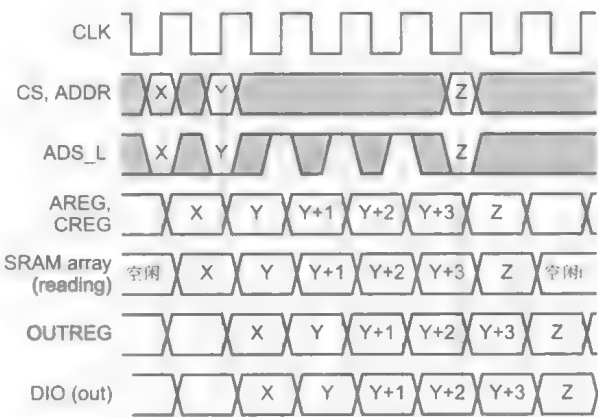 CLK
CS, ADDR X Y Z
ADS_L X Y Z
AREG,
CREG X Y Y+1 Y+2 Y+3 Z
SRAM array
(reading) 空闲 X Y Y+1 Y+2 Y+3 Z 空闲
OUTREG X Y Y+1 Y+2 Y+3 Z
DIO (out) X Y Y+1 Y+2 Y+3 Z